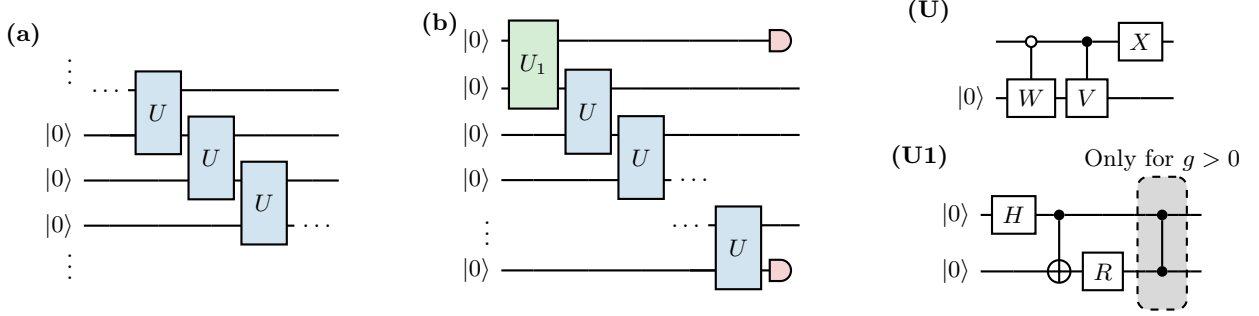 (a)
⋮
⋯ U
|0⟩ U
|0⟩ U
|0⟩ ⋯
⋮
(b)
|0⟩ U₁
|0⟩ U
|0⟩ U
|0⟩ ⋯
⋮ ⋯ U
|0⟩
(U)
X
|0⟩ W V
(U1)
Only for g > 0
|0⟩ H
|0⟩ R